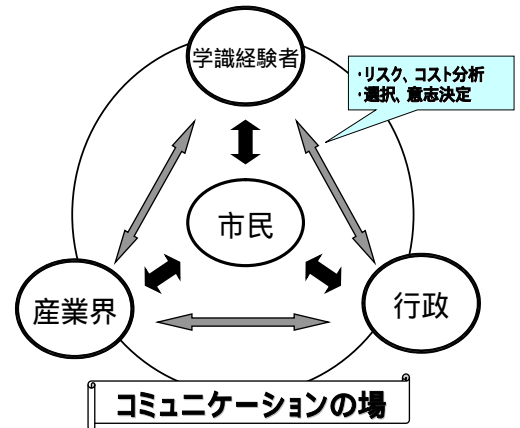 学識経験者
・リスク、コスト分析
・選択、意志決定
市民
産業界
行政
コミュニケーションの場